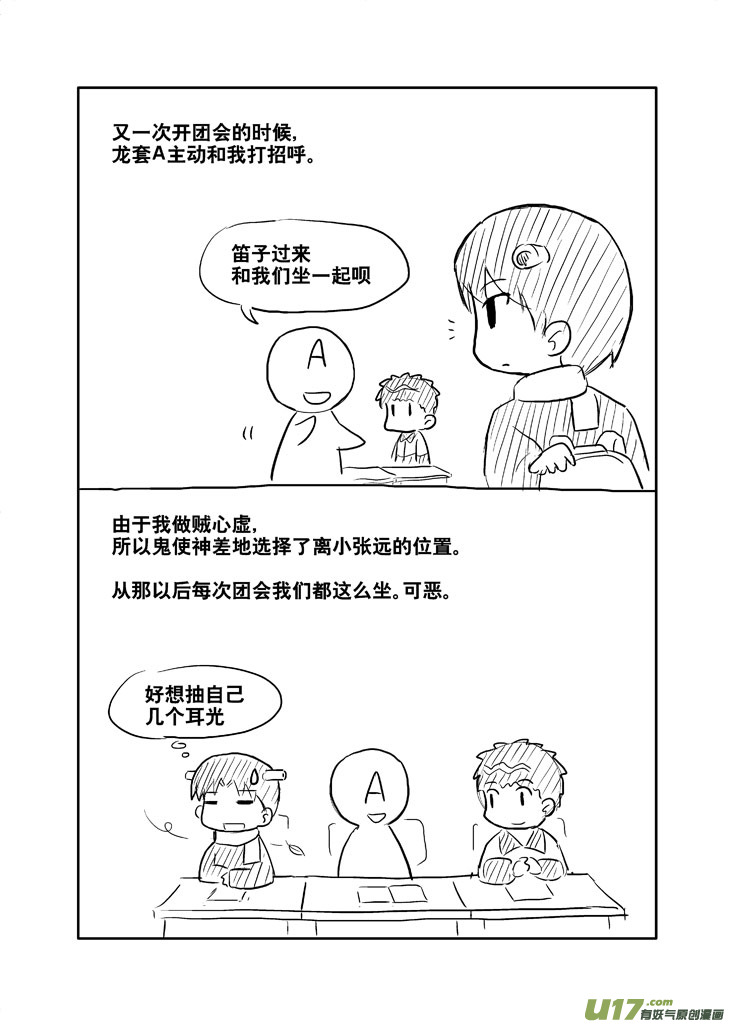 又一次开团会的时候，
龙套A主动和我打招呼。
笛子过来
和我们坐一起呗
A
由于我做贼心虚，
所以鬼使神差地选择了离小张远的位置。
从那以后每次团会我们都这么坐。可恶。
好想抽自己
几个耳光
A
U17.com
有妖气原创漫画